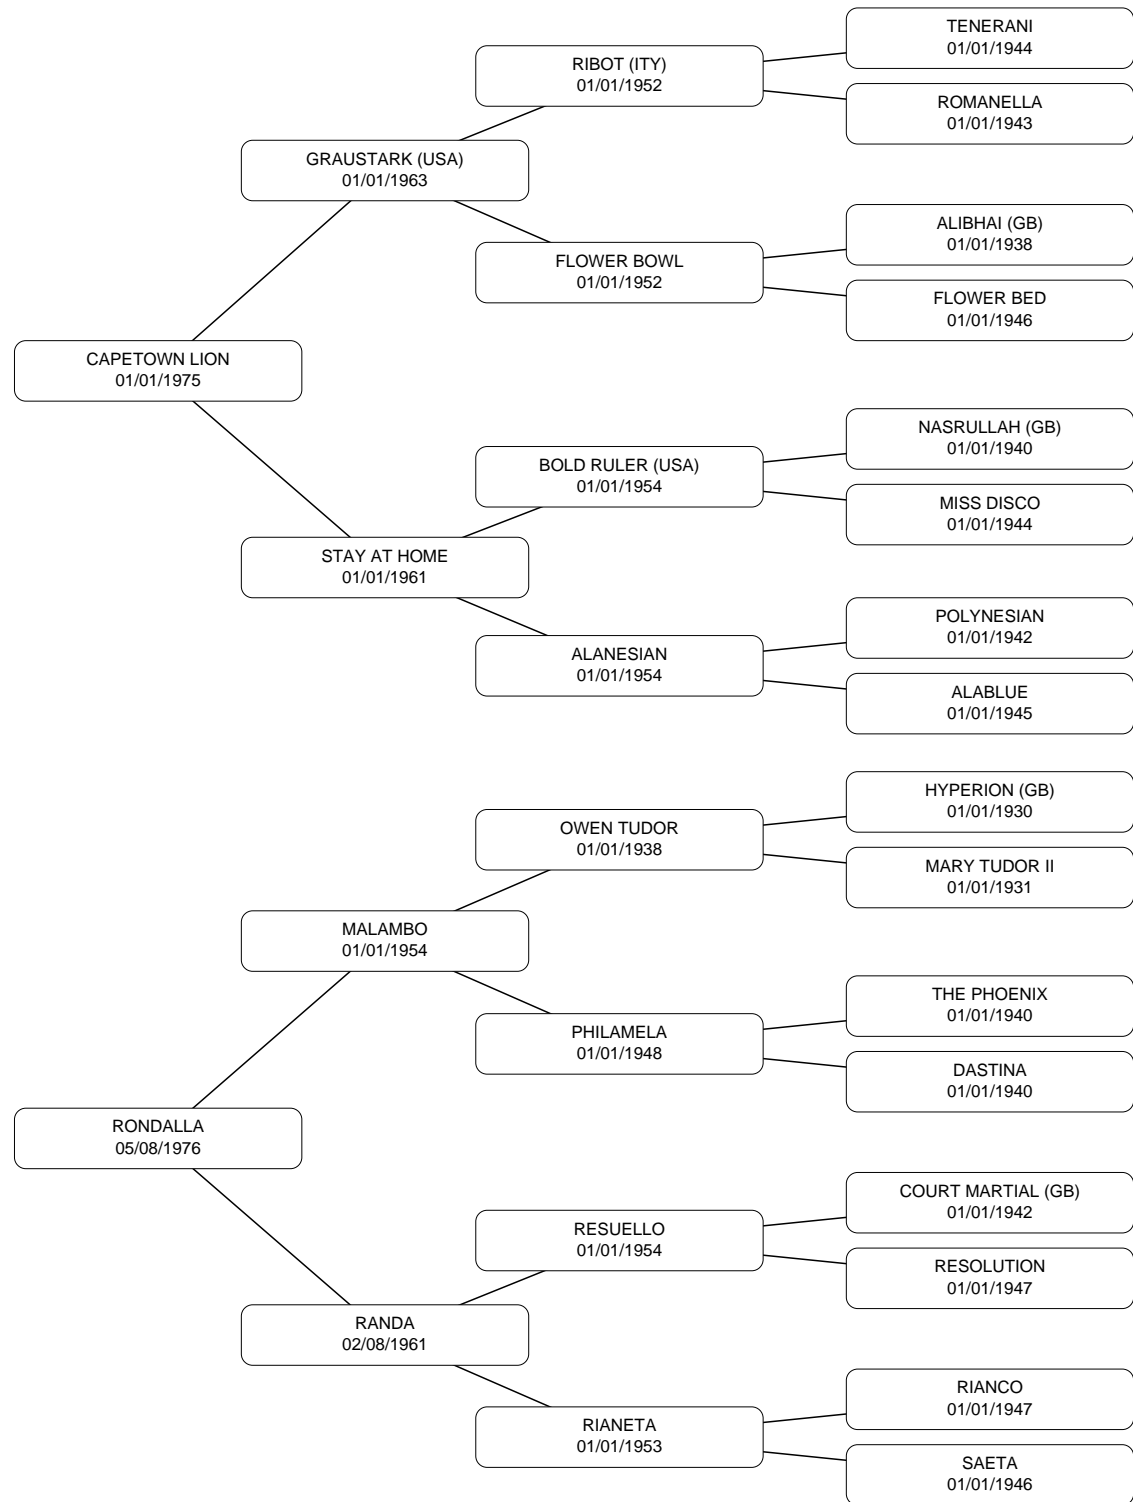 TENERANI
01/01/1944
RIBOT (ITY)
01/01/1952
ROMANELLA
01/01/1943
GRAUSTARK (USA)
01/01/1963
ALIBHAI (GB)
01/01/1938
FLOWER BOWL
01/01/1952
FLOWER BED
01/01/1946
CAPETOWN LION
01/01/1975
NASRULLAH (GB)
01/01/1940
BOLD RULER (USA)
01/01/1954
MISS DISCO
01/01/1944
STAY AT HOME
01/01/1961
POLYNESIAN
01/01/1942
ALANESIAN
01/01/1954
ALABLUE
01/01/1945
HYPERION (GB)
01/01/1930
OWEN TUDOR
01/01/1938
MARY TUDOR II
01/01/1931
MALAMBO
01/01/1954
THE PHOENIX
01/01/1940
PHILAMELA
01/01/1948
DASTINA
01/01/1940
RONDALLA
05/08/1976
COURT MARTIAL (GB)
01/01/1942
RESUELLO
01/01/1954
RESOLUTION
01/01/1947
RANDA
02/08/1961
RIANCO
01/01/1947
RIANETA
01/01/1953
SAETA
01/01/1946